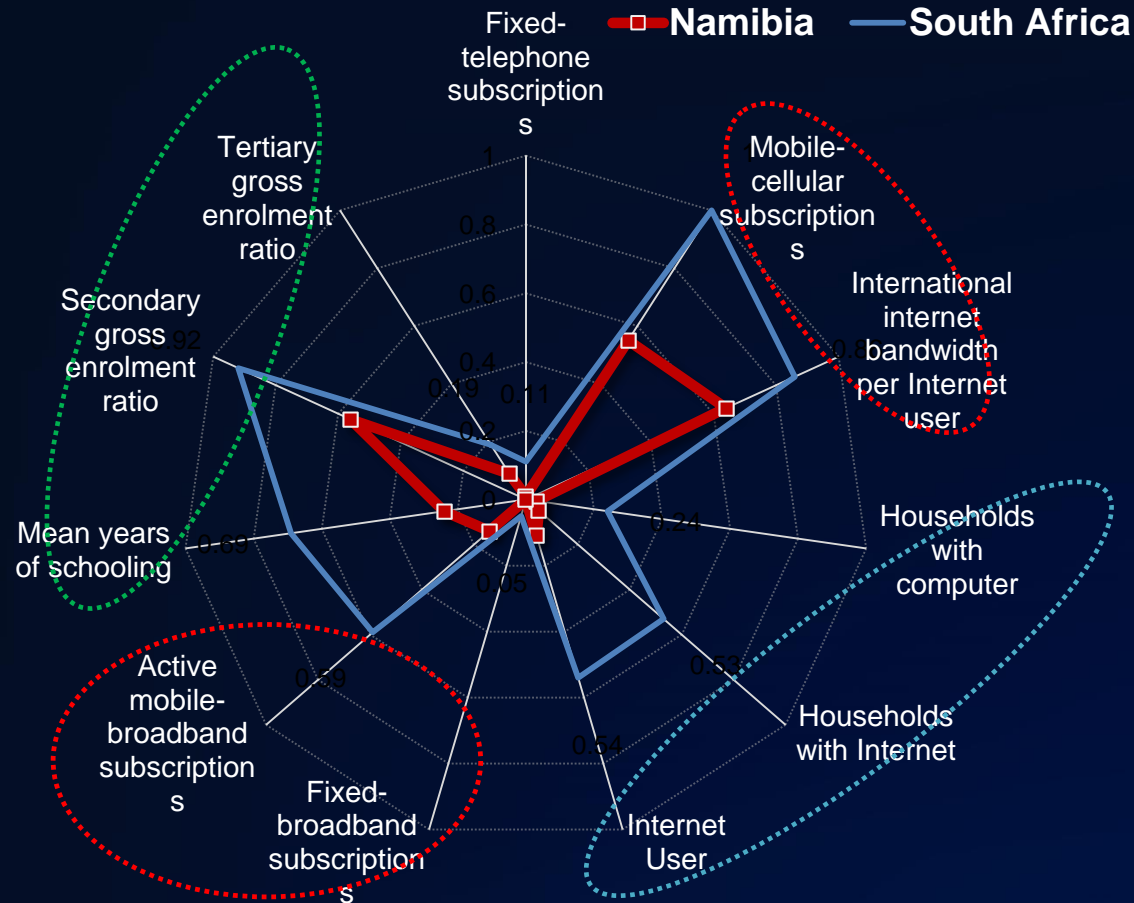 Namibia
South Africa
Fixed-
telephone
subscription
s
Mobile-
cellular
subscription
s
International
internet
bandwidth
per Internet
user
Households
with
computer
Households
with Internet
Internet
User
Fixed-
broadband
subscription
s
Active
mobile-
broadband
subscription
s
Mean years
of schooling
Secondary
gross
enrolment
ratio
Tertiary
gross
enrolment
ratio
1
0.8
0.6
0.4
0.2
0
0.11
0.24
0.53
0.54
0.05
0.59
0.69
.92
0.19